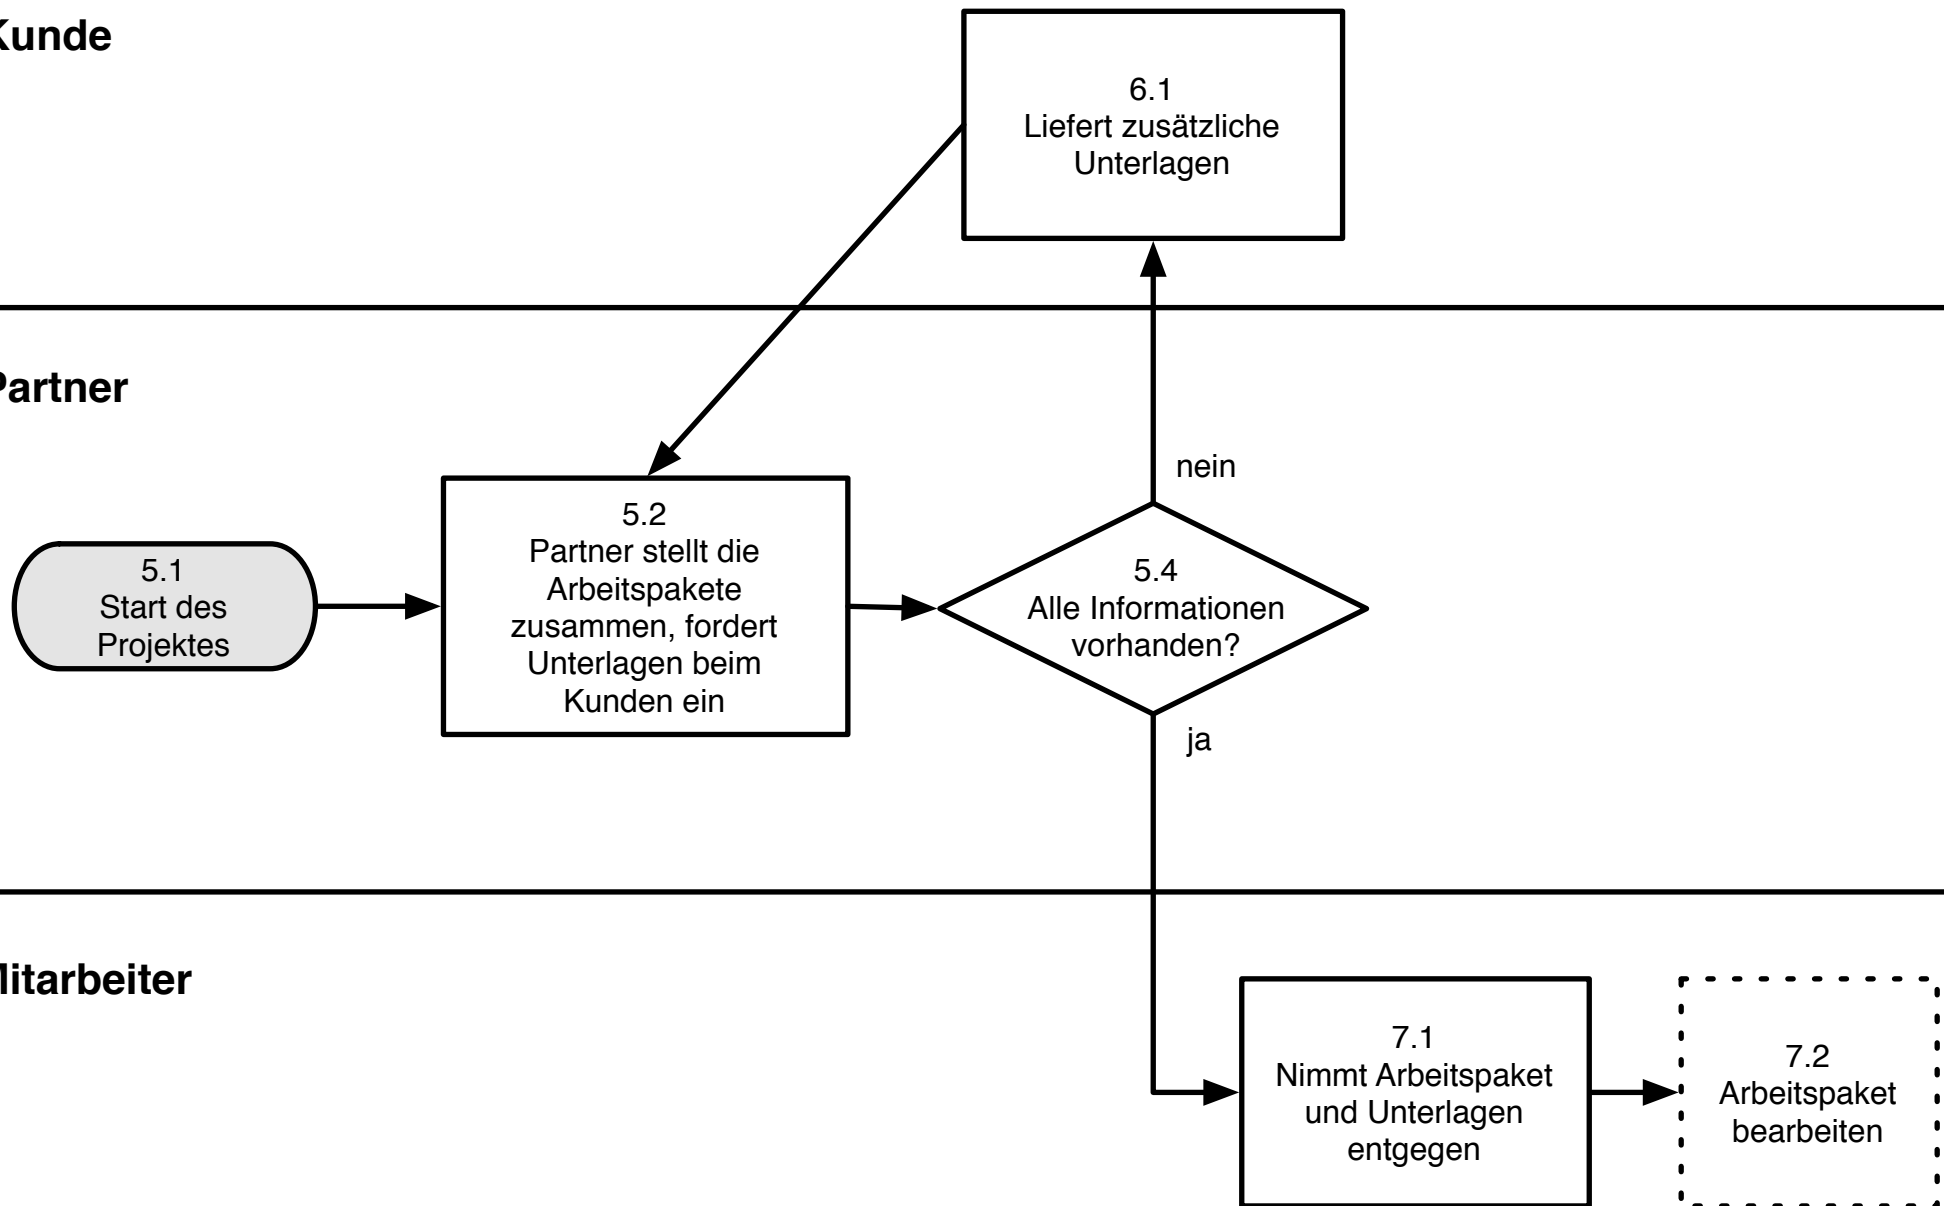 Kunde
6.1
Liefert zusätzliche
Unterlagen
Partner
nein
5.1
Start des
Projektes
5.2
Partner stellt die
Arbeitspakete
zusammen, fordert
Unterlagen beim
Kunden ein
5.4
Alle Informationen
vorhanden?
ja
Mitarbeiter
7.1
Nimmt Arbeitspaket
und Unterlagen
entgegen
7.2
Arbeitspaket
bearbeiten